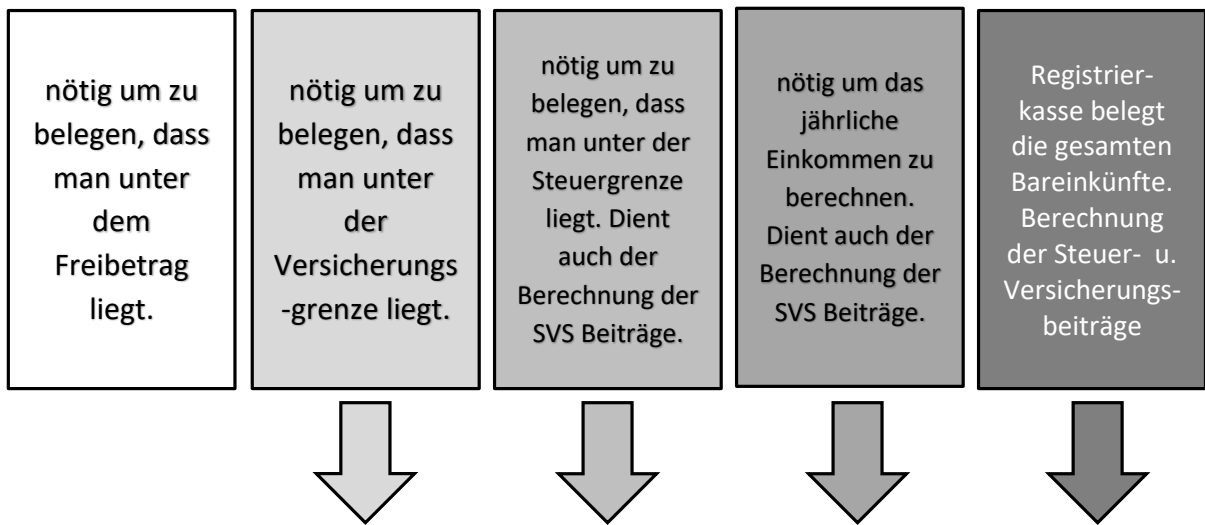 nötig um zu
belegen, dass
man unter
dem
Freibetrag
liegt.
nötig um zu
belegen, dass
man unter
der
Versicherungs
-grenze liegt.
nötig um zu
belegen, dass
man unter der
Steuergrenze
liegt. Dient
auch der
Berechnung der
SVS Beiträge.
nötig um das
jährliche
Einkommen zu
berechnen.
Dient auch der
Berechnung der
SVS Beiträge.
Registrier-
kasse belegt
die gesamten
Bareinkünfte.
Berechnung
der Steuer- u.
Versicherungs-
beiträge